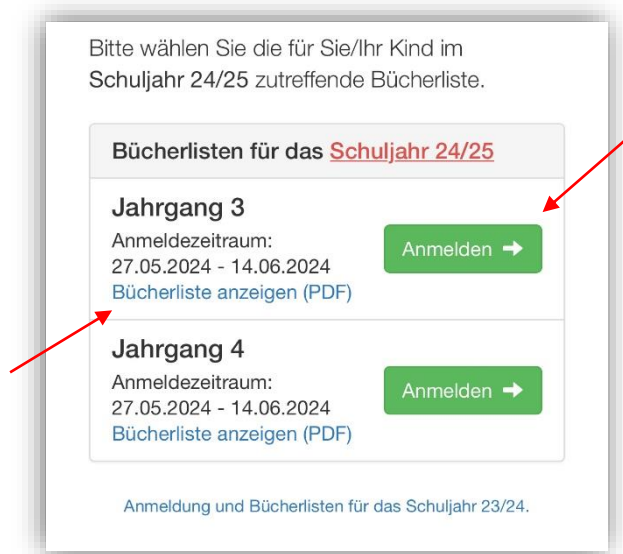 Bitte wählen Sie die für Sie/Ihr Kind im
Schuljahr 24/25 zutreffende Bücherliste.
Bücherlisten für das Schuljahr 24/25
Jahrgang 3
Anmeldezeitraum:
27.05.2024 - 14.06.2024
Bücherliste anzeigen (PDF)
Anmelden
Jahrgang 4
Anmeldezeitraum:
27.05.2024 - 14.06.2024
Bücherliste anzeigen (PDF)
Anmelden
Anmeldung und Bücherlisten für das Schuljahr 23/24.